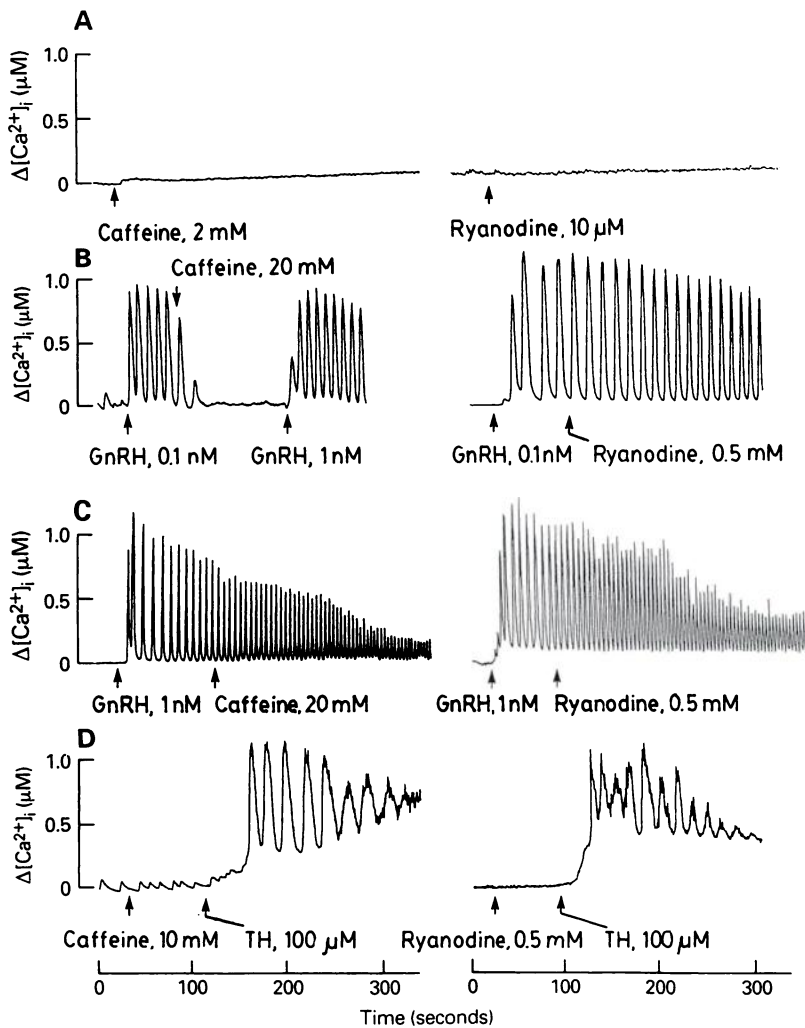 A
Δ[Ca²⁺]ᵢ (μM)
1.0
0.5
0
Caffeine, 2 mM
Ryanodine, 10 μM
B
Caffeine, 20 mM
Δ[Ca²⁺]ᵢ (μM)
1.0
0.5
0
GnRH, 0.1 nM
GnRH, 1 nM
GnRH, 0.1 nM
Ryanodine, 0.5 mM
C
Δ[Ca²⁺]ᵢ (μM)
1.0
0.5
0
GnRH, 1 nM
Caffeine, 20 mM
GnRH, 1 nM
Ryanodine, 0.5 mM
D
Δ[Ca²⁺]ᵢ (μM)
1.0
0.5
0
Caffeine, 10 mM
TH, 100 μM
Ryanodine, 0.5 mM
TH, 100 μM
0 100 200 300
0 100 200 300
Time (seconds)